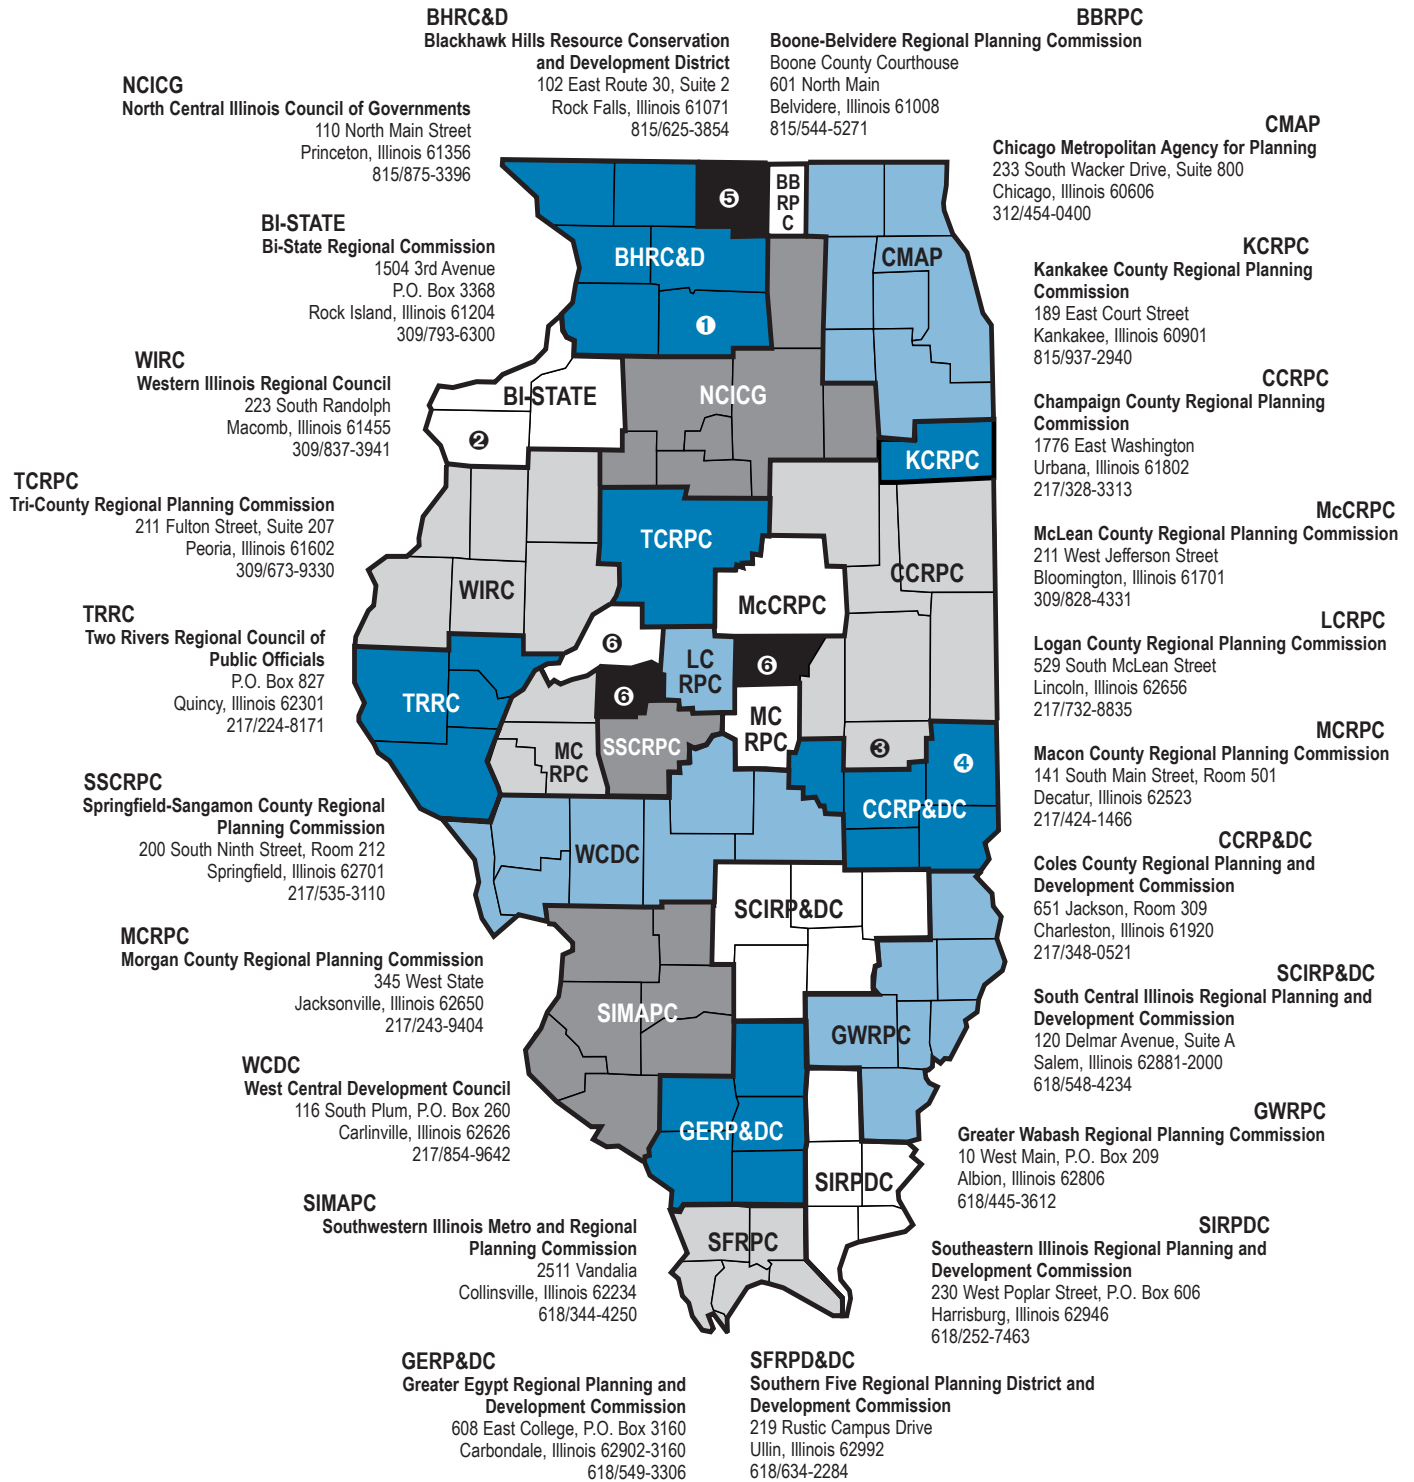 BHRC&D
Blackhawk Hills Resource Conservation
and Development District
102 East Route 30, Suite 2
Rock Falls, Illinois 61071
815/625-3854
BBRPC
Boone-Belvidere Regional Planning Commission
Boone County Courthouse
601 North Main
Belvidere, Illinois 61008
815/544-5271
NCICG
North Central Illinois Council of Governments
110 North Main Street
Princeton, Illinois 61356
815/875-3396
CMAP
Chicago Metropolitan Agency for Planning
233 South Wacker Drive, Suite 800
Chicago, Illinois 60606
312/454-0400
BI-STATE
Bi-State Regional Commission
1504 3rd Avenue
P.O. Box 3368
Rock Island, Illinois 61204
309/793-6300
KCRPC
Kankakee County Regional Planning
Commission
189 East Court Street
Kankakee, Illinois 60901
815/937-2940
WIRC
Western Illinois Regional Council
223 South Randolph
Macomb, Illinois 61455
309/837-3941
CCRPC
Champaign County Regional Planning
Commission
1776 East Washington
Urbana, Illinois 61802
217/328-3313
TCRPC
Tri-County Regional Planning Commission
211 Fulton Street, Suite 207
Peoria, Illinois 61602
309/673-9330
McCRPC
McLean County Regional Planning Commission
211 West Jefferson Street
Bloomington, Illinois 61701
309/828-4331
TRRC
Two Rivers Regional Council of
Public Officials
P.O. Box 827
Quincy, Illinois 62301
217/224-8171
LCRPC
Logan County Regional Planning Commission
529 South McLean Street
Lincoln, Illinois 62656
217/732-8835
MCRPC
Macon County Regional Planning Commission
141 South Main Street, Room 501
Decatur, Illinois 62523
217/424-1466
SSCRPC
Springfield-Sangamon County Regional
Planning Commission
200 South Ninth Street, Room 212
Springfield, Illinois 62701
217/535-3110
CCRP&DC
Coles County Regional Planning and
Development Commission
651 Jackson, Room 309
Charleston, Illinois 61920
217/348-0521
MCRPC
Morgan County Regional Planning Commission
345 West State
Jacksonville, Illinois 62650
217/243-9404
SCIRP&DC
South Central Illinois Regional Planning and
Development Commission
120 Delmar Avenue, Suite A
Salem, Illinois 62881-2000
618/548-4234
WCDC
West Central Development Council
116 South Plum, P.O. Box 260
Carlinville, Illinois 62626
217/854-9642
GWRPC
Greater Wabash Regional Planning Commission
10 West Main, P.O. Box 209
Albion, Illinois 62806
618/445-3612
SIMAPC
Southwestern Illinois Metro and Regional
Planning Commission
2511 Vandalia
Collinsville, Illinois 62234
618/344-4250
SIRPDC
Southeastern Illinois Regional Planning and
Development Commission
230 West Poplar Street, P.O. Box 606
Harrisburg, Illinois 62946
618/252-7463
GERP&DC
Greater Egypt Regional Planning and
Development Commission
608 East College, P.O. Box 3160
Carbondale, Illinois 62902-3160
618/549-3306
SFRPD&DC
Southern Five Regional Planning District and
Development Commission
219 Rustic Campus Drive
Ullin, Illinois 62992
618/634-2284
❺
BB
RP
C
BHRC&D
CMAP
❶
BI-STATE
NCICG
❷
KCRPC
TCRPC
CCRPC
WIRC
McCRPC
❻
LC
RPC
❻
❻
TRRC
MC
RPC
SSCRPC
MC
RPC
❸
❹
CCRP&DC
WCDC
SCIRP&DC
SIMAPC
GWRPC
GERP&DC
SIRPDC
SFRPC